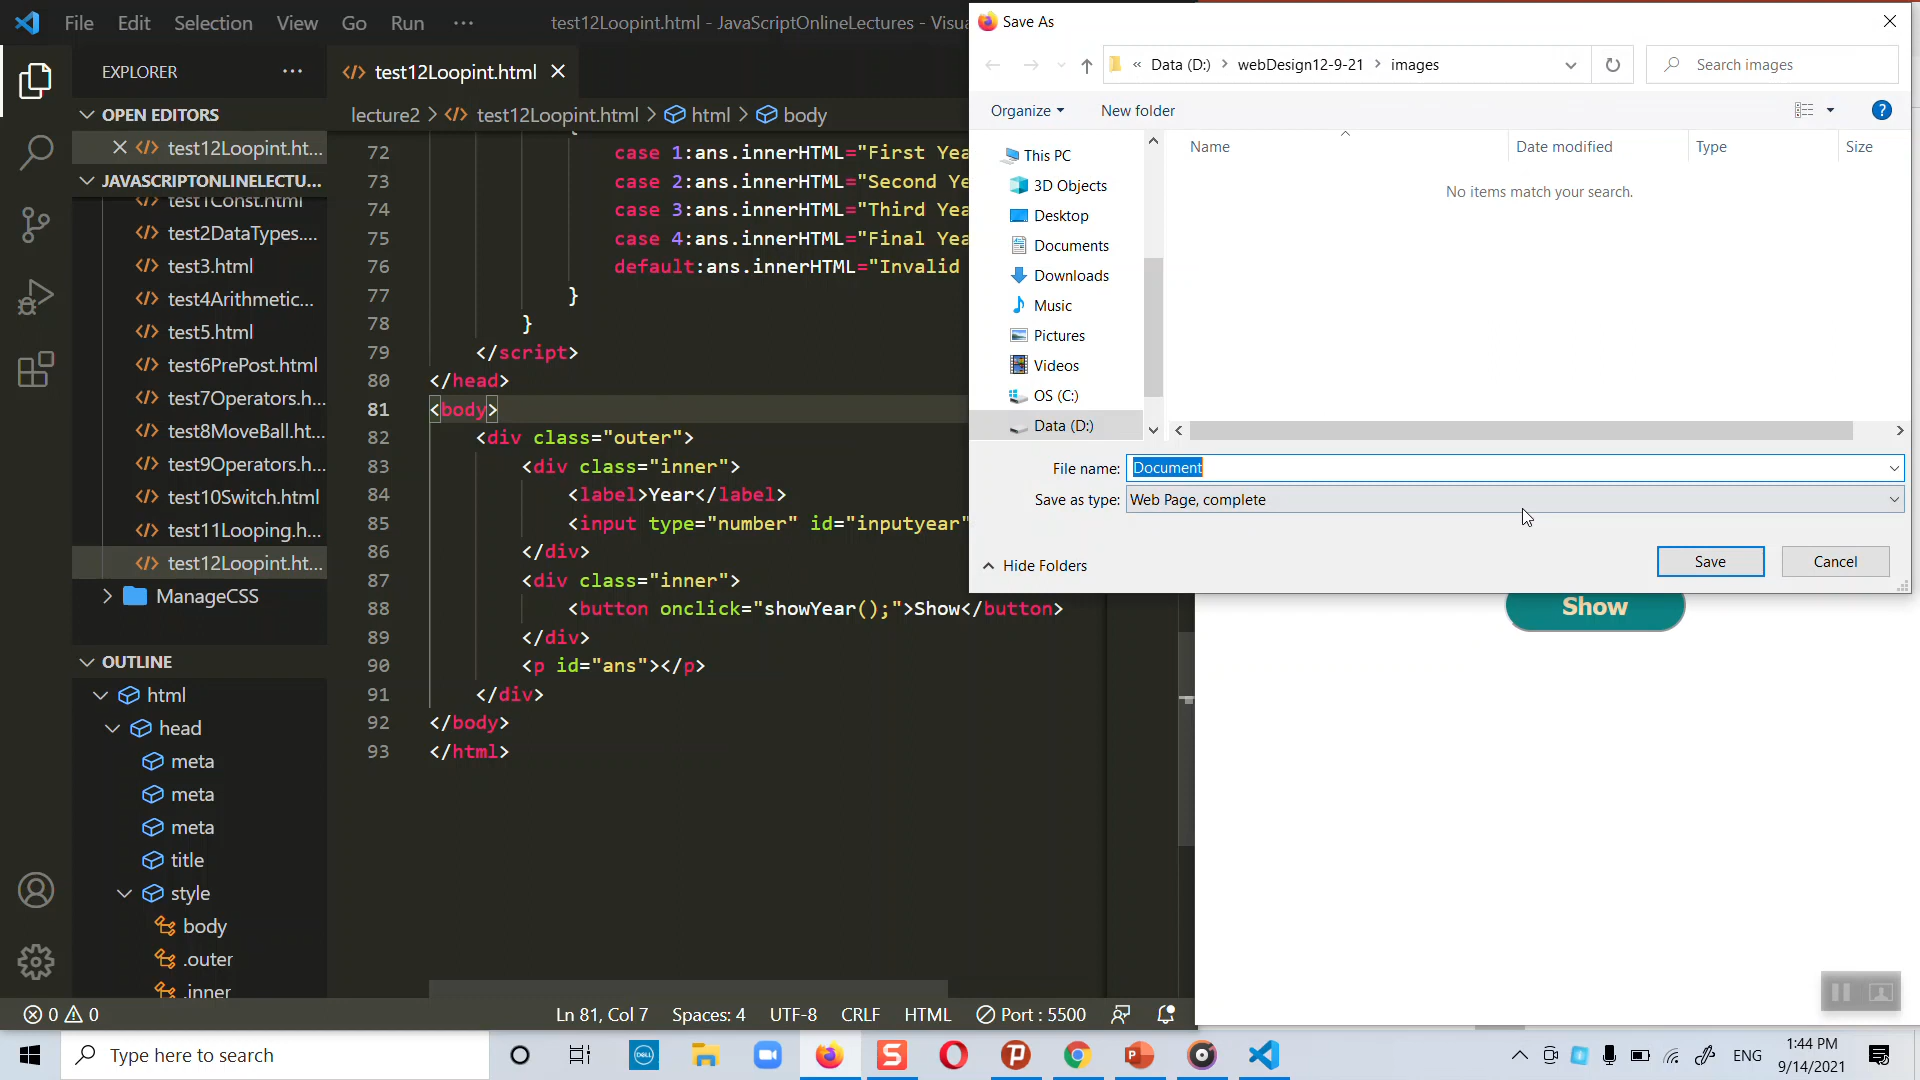 File Edit Selection View Go Run ···
test12Loopint.html - JavaScriptOnlineLectures - Visua
EXPLORER ···
OPEN EDITORS
test12Loopint.ht...
JAVASCRIPTONLINELECTU...
test1Const.html
test2DataTypes....
test3.html
test4Arithmetic...
test5.html
test6PrePost.html
test7Operators.h...
test8MoveBall.ht...
test9Operators.h...
test10Switch.html
test11Looping.h...
test12Loopint.ht...
ManageCSS
OUTLINE
html
head
meta
meta
meta
title
style
body
.outer
.inner
test12Loopint.html
lecture2 > test12Loopint.html > html > body
{
72 case 1:ans.innerHTML="First Yea
73 case 2:ans.innerHTML="Second Ye
74 case 3:ans.innerHTML="Third Yea
75 case 4:ans.innerHTML="Final Yea
76 default:ans.innerHTML="Invalid
77 }
78 }
79 </script>
80 </head>
81 <body>
82 <div class="outer">
83 <div class="inner">
84 <label>Year</label>
85 <input type="number" id="inputyear"
86 </div>
87 <div class="inner">
88 <button onclick="showYear();">Show</button>
89 </div>
90 <p id="ans"></p>
91 </div>
92 </body>
93 </html>
0 0
Ln 81, Col 7 Spaces: 4 UTF-8 CRLF HTML Port : 5500
Save As
« Data (D:) > webDesign12-9-21 > images
Search images
Organize New folder
?
This PC
3D Objects
Desktop
Documents
Downloads
Music
Pictures
Videos
OS (C:)
Data (D:)
Name Date modified Type Size
No items match your search.
File name: Document
Save as type: Web Page, complete
Hide Folders
Save Cancel
Show
Type here to search
DELL
S
P
P
ENG
1:44 PM
9/14/2021